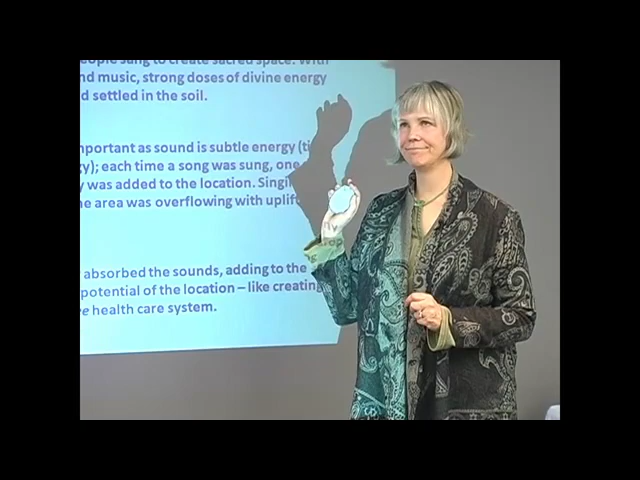 eople sang to create sacred space. With
nd music, strong doses of divine energy
d settled in the soil.
mportant as sound is subtle energy (ti
gy); each time a song was sung, one
y was added to the location. Singi
e area was overflowing with uplif
absorbed the sounds, adding to the
potential of the location – like creating
e health care system.